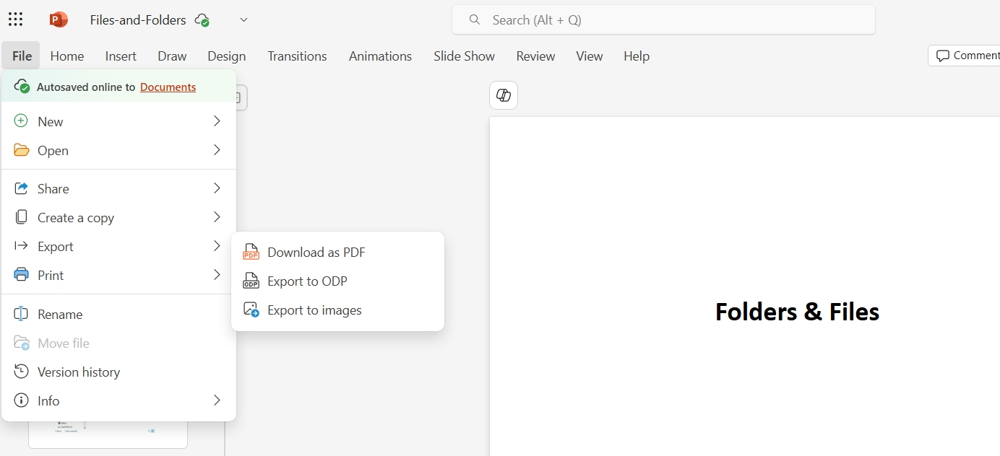 Files-and-Folders
Search (Alt + Q)
File Home Insert Draw Design Transitions Animations Slide Show Review View Help
Comment
Autosaved online to Documents
New
Open
Share
Create a copy
Export
Print
Download as PDF
Export to ODP
Export to images
Rename
Move file
Version history
Info
Folders & Files